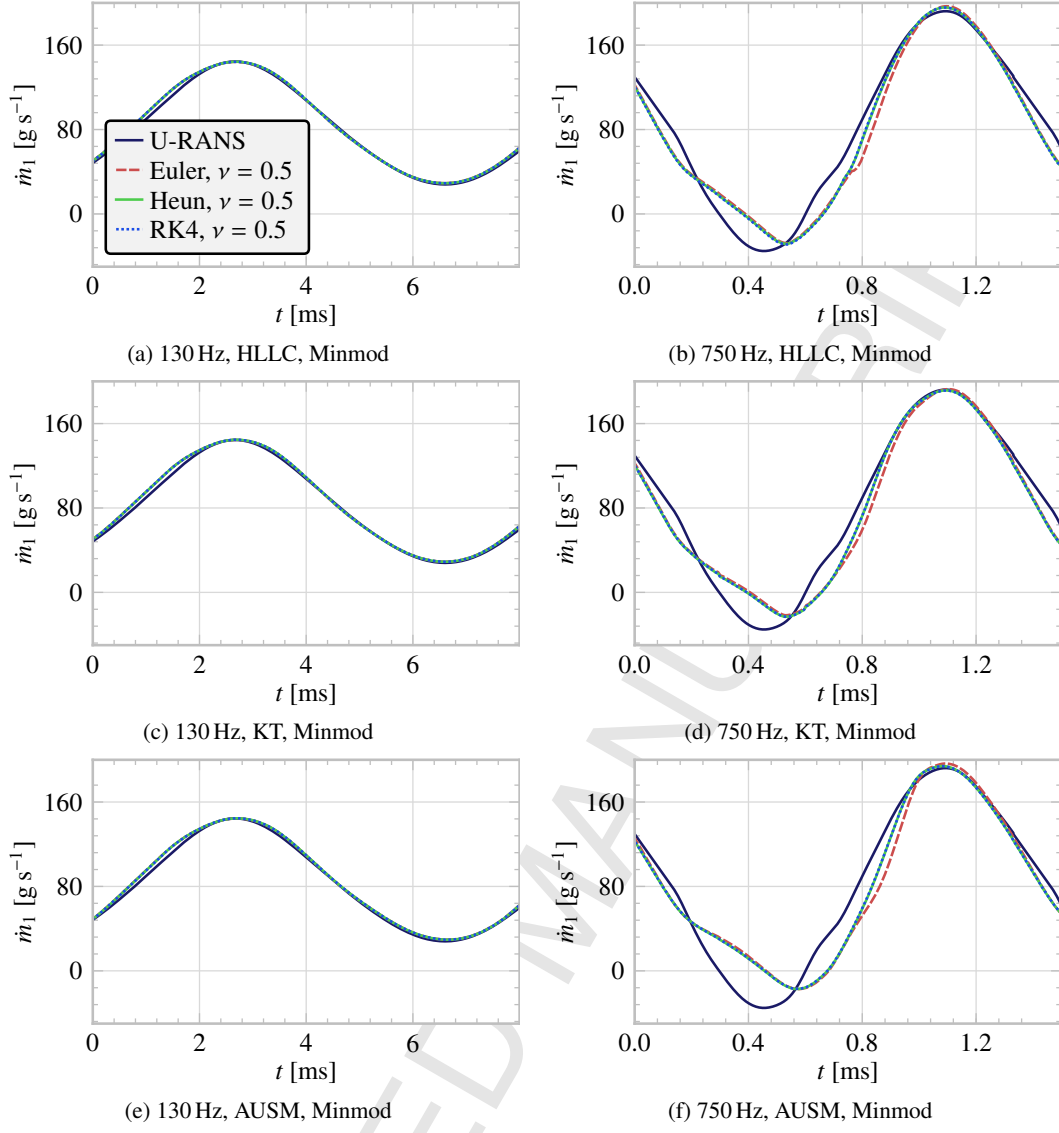 160
80
0
ṁ₁ [g s⁻¹]
U-RANS
Euler, ν = 0.5
Heun, ν = 0.5
RK4, ν = 0.5
0 2 4 6
t [ms]
(a) 130 Hz, HLLC, Minmod
160
80
0
ṁ₁ [g s⁻¹]
0.0 0.4 0.8 1.2
t [ms]
(b) 750 Hz, HLLC, Minmod
160
80
0
ṁ₁ [g s⁻¹]
0 2 4 6
t [ms]
(c) 130 Hz, KT, Minmod
160
80
0
ṁ₁ [g s⁻¹]
0.0 0.4 0.8 1.2
t [ms]
(d) 750 Hz, KT, Minmod
160
80
0
ṁ₁ [g s⁻¹]
0 2 4 6
t [ms]
(e) 130 Hz, AUSM, Minmod
160
80
0
ṁ₁ [g s⁻¹]
0.0 0.4 0.8 1.2
t [ms]
(f) 750 Hz, AUSM, Minmod